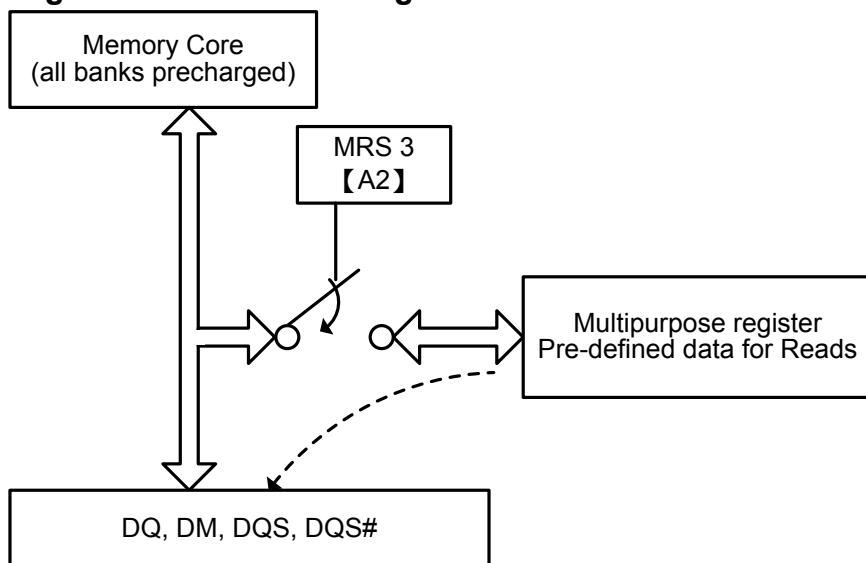 Memory Core
(all banks precharged)
MRS 3
【A2】
Multipurpose register
Pre-defined data for Reads
DQ, DM, DQS, DQS#